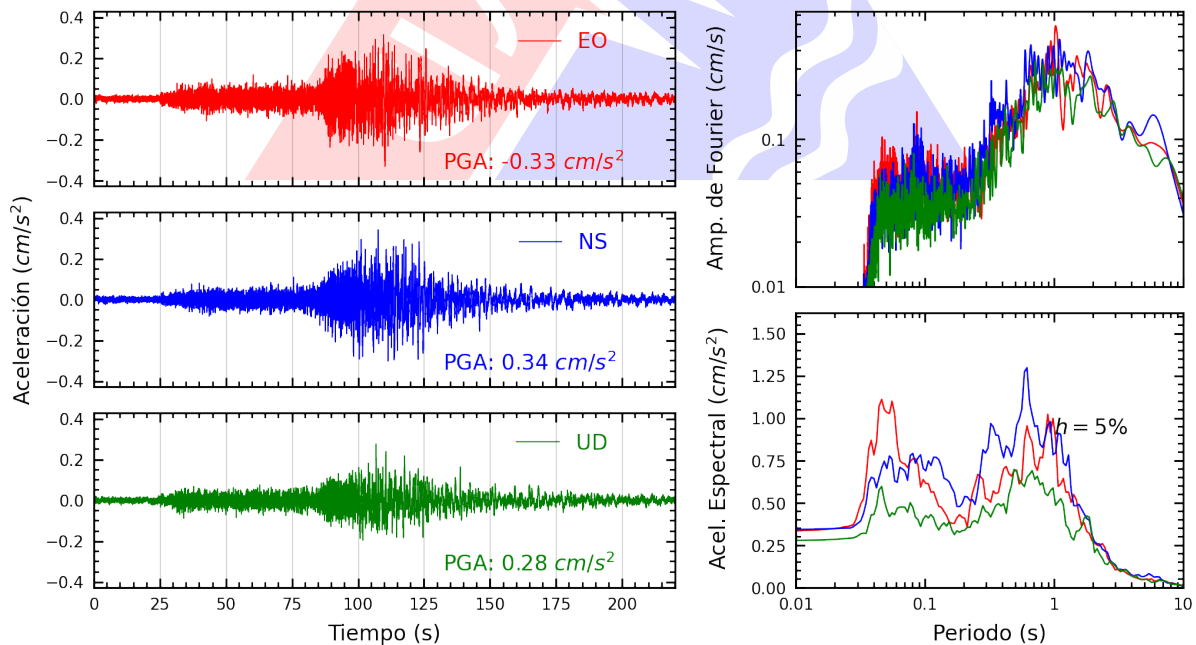 0.4
0.2
0.0
−0.2
−0.4
EO
PGA: -0.33 cm/s²
0.4
0.2
0.0
−0.2
−0.4
NS
PGA: 0.34 cm/s²
0.4
0.2
0.0
−0.2
−0.4
UD
PGA: 0.28 cm/s²
0 25 50 75 100 125 150 175 200
Tiempo (s)
Aceleración (cm/s²)
Amp. de Fourier (cm/s)
0.1
0.01
Acel. Espectral (cm/s²)
1.50
1.25
1.00
0.75
0.50
0.25
0.00
h = 5%
0.01 0.1 1 10
Periodo (s)